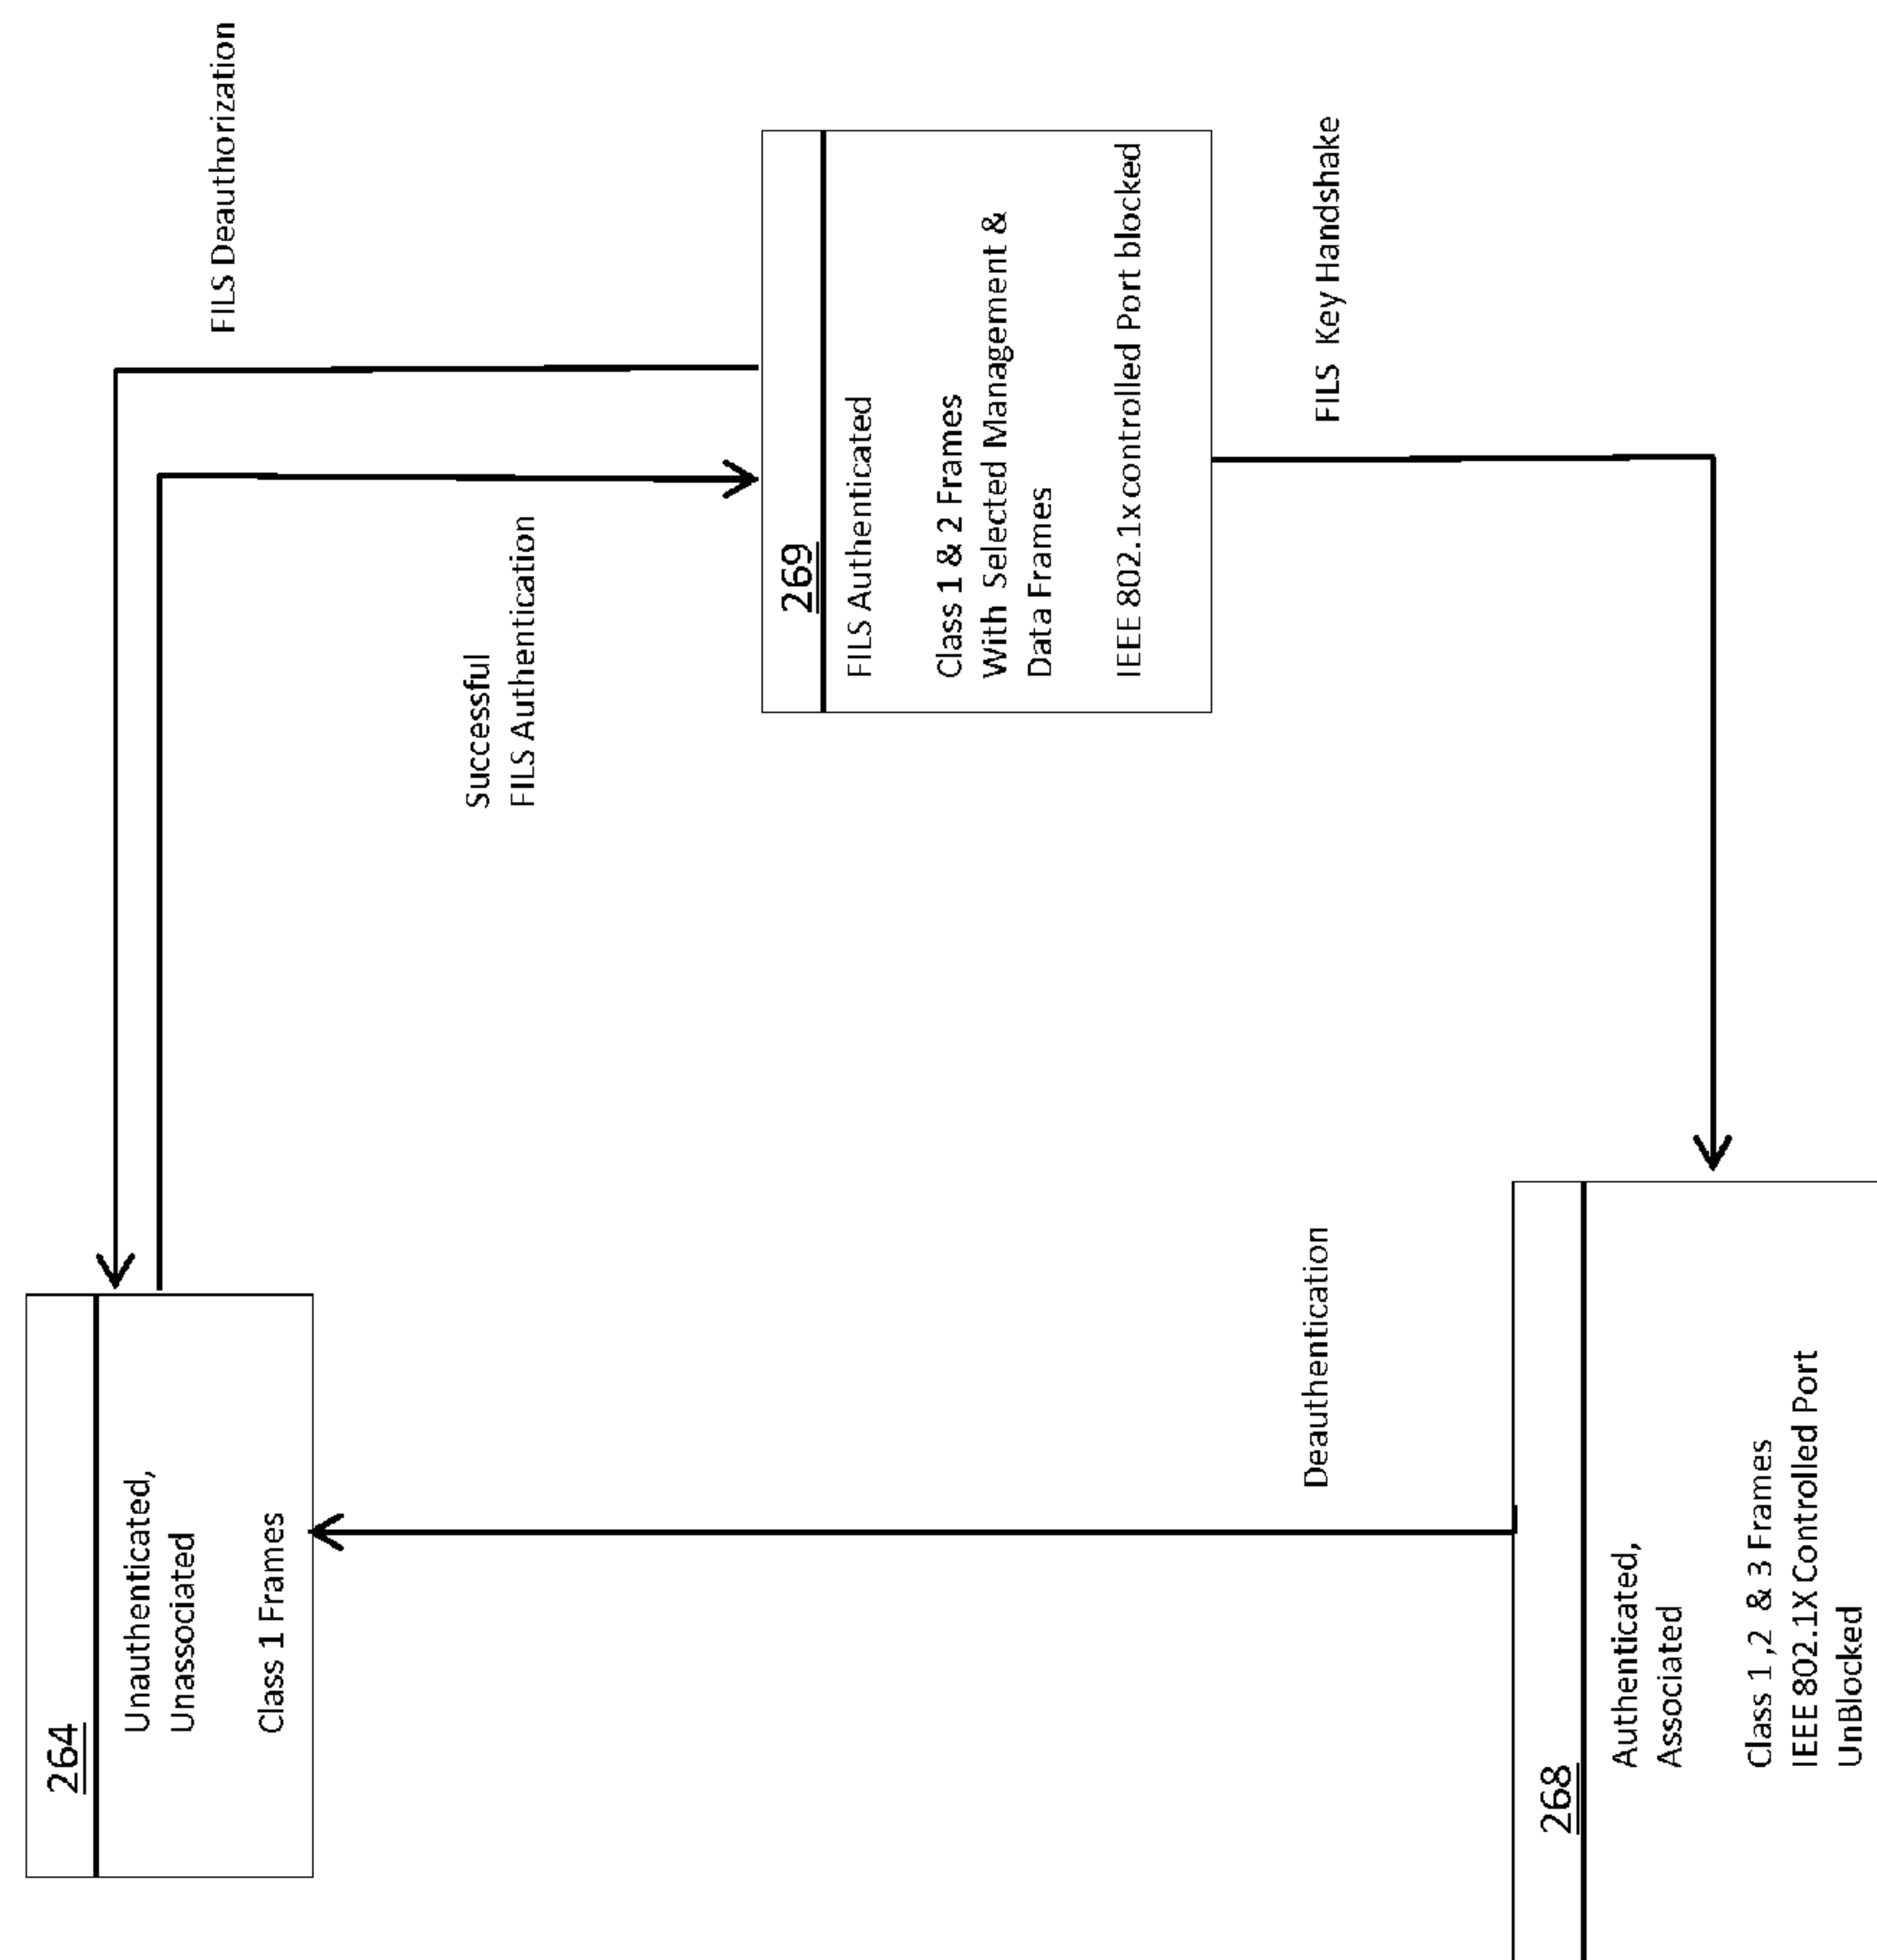 264
Unauthenticated,
Unassociated
Class 1 Frames
FILS Deauthorization
Successful
FILS Authentication
269
FILS Authenticated
Class 1 & 2 Frames
With Selected Management &
Data Frames
IEEE 802.1x controlled Port blocked
FILS Key Handshake
Deauthentication
268
Authenticated,
Associated
Class 1 ,2 & 3 Frames
IEEE 802.1X Controlled Port
UnBlocked